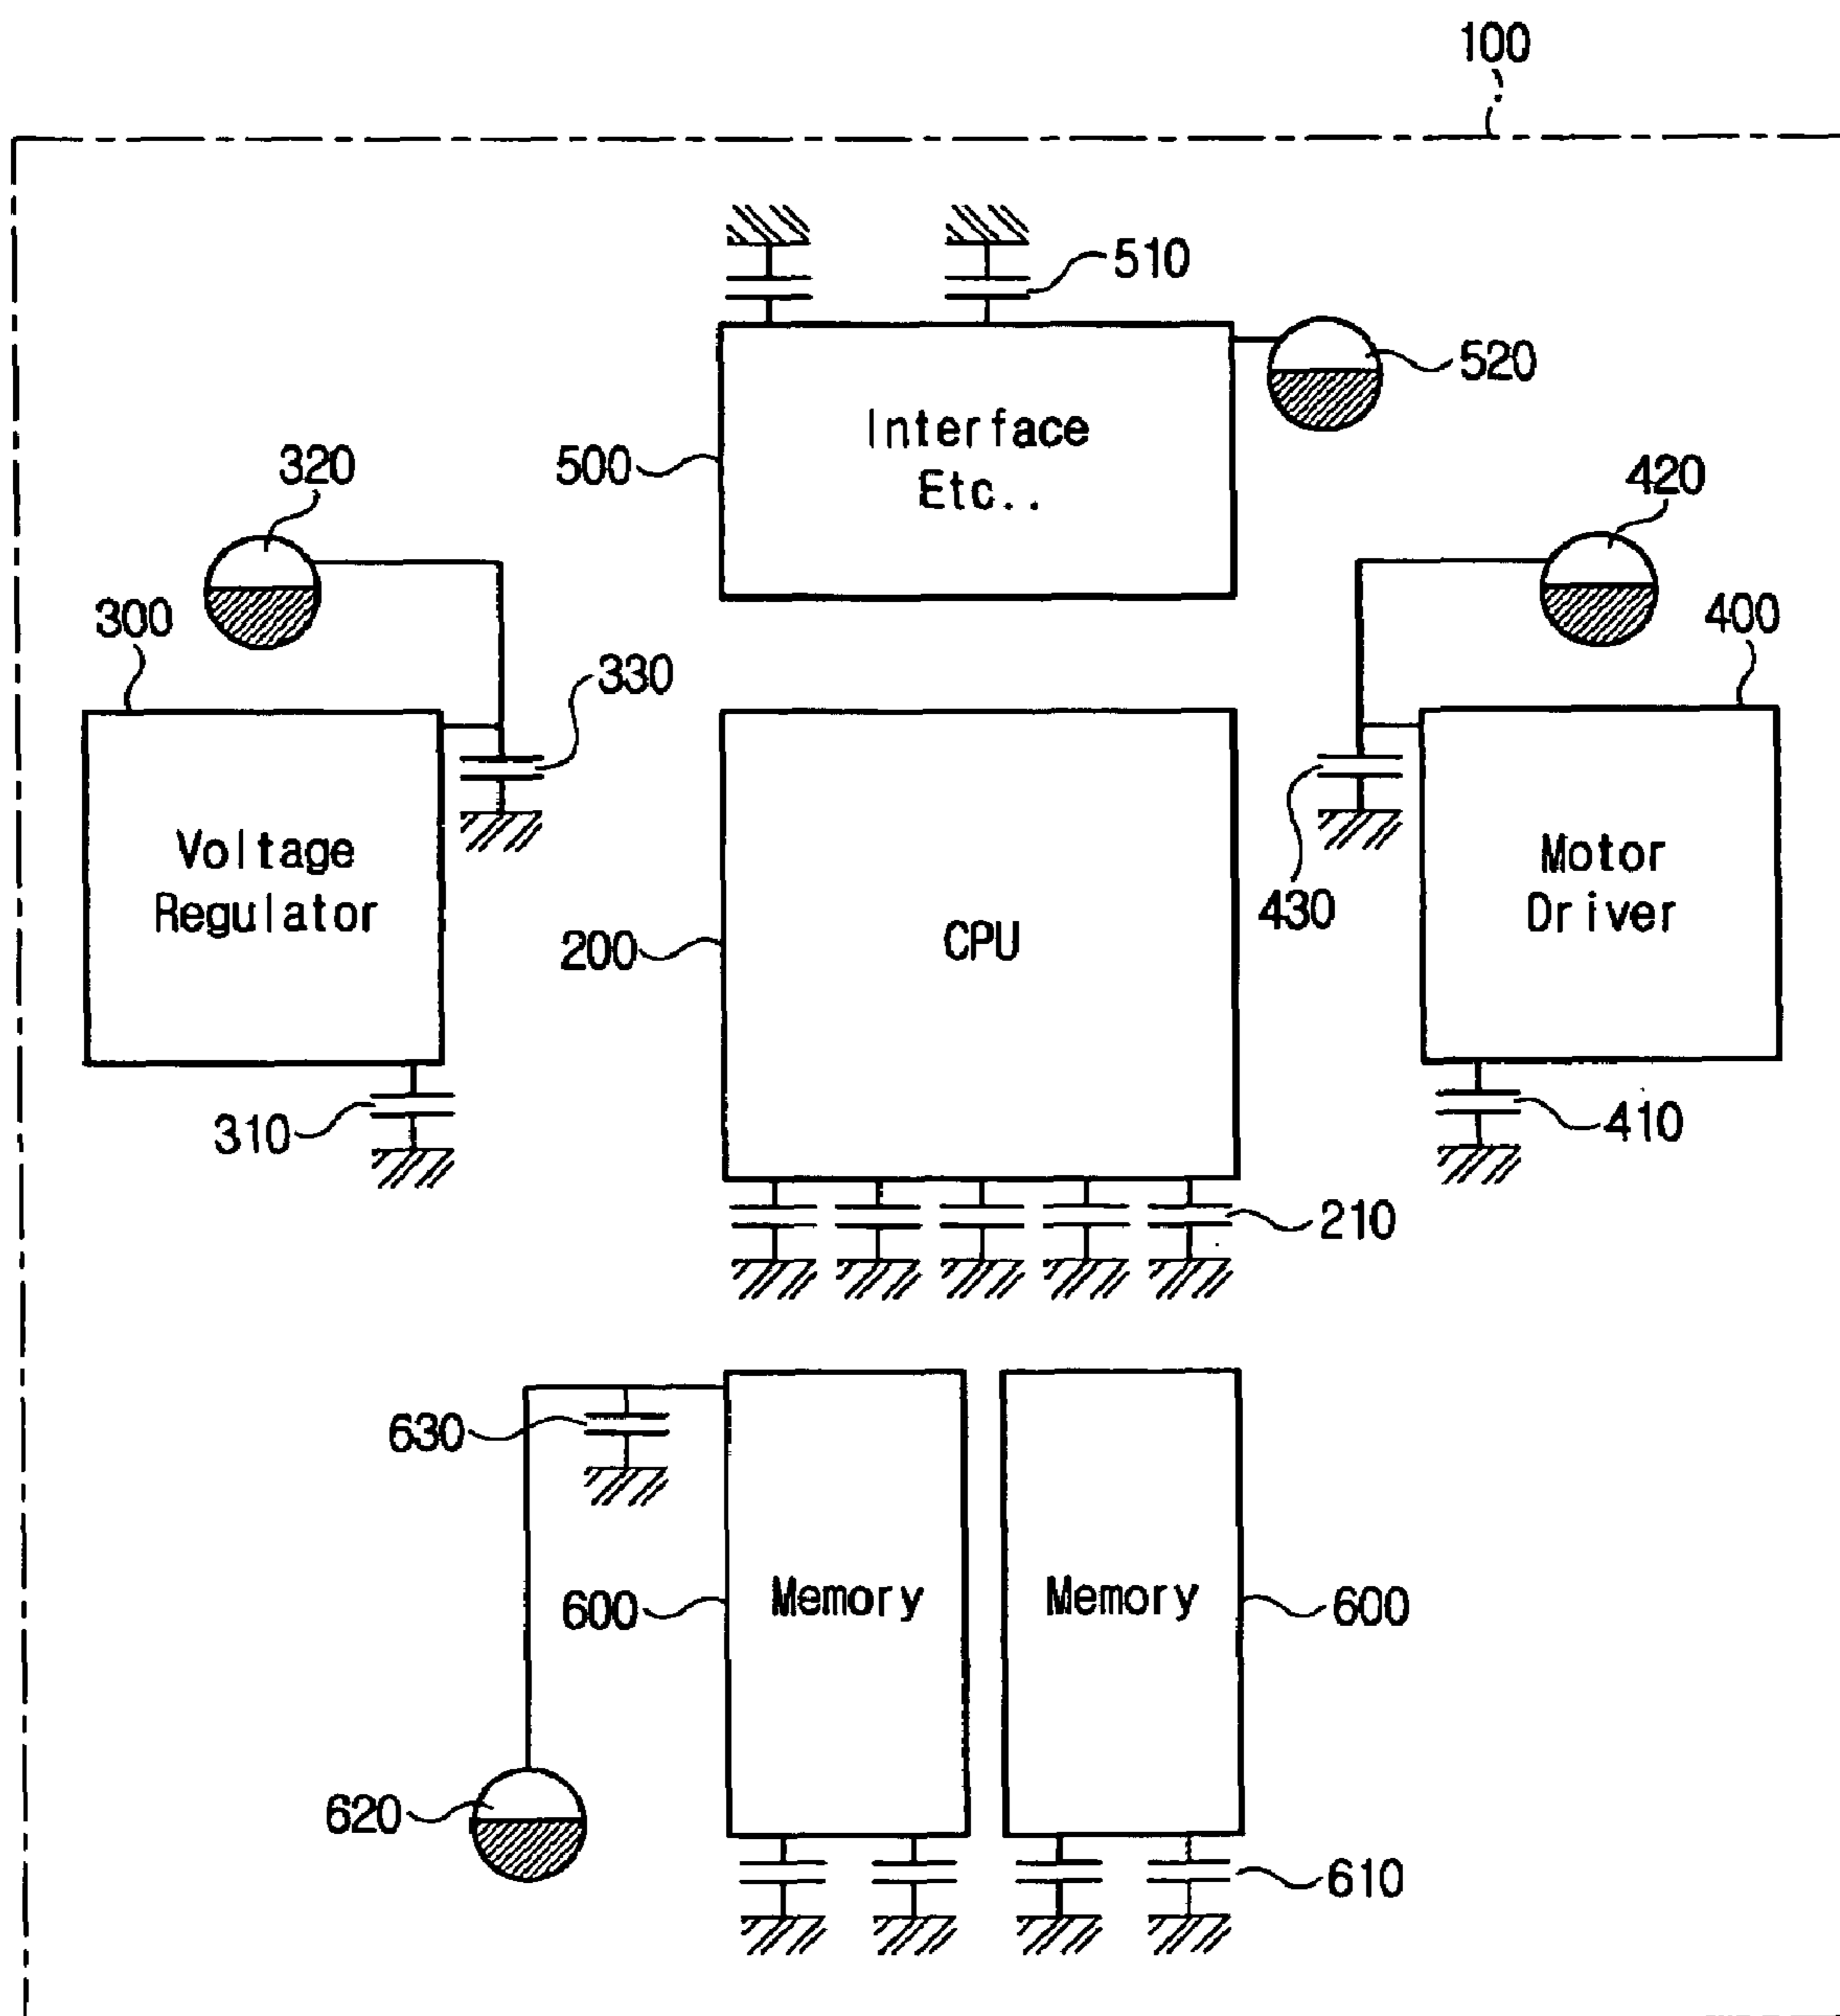 100
510
520
Interface
Etc..
500
320
420
300
400
330
Voltage
Regulator
430
Motor
Driver
CPU
200
310
410
210
630
Memory
Memory
600
600
620
610